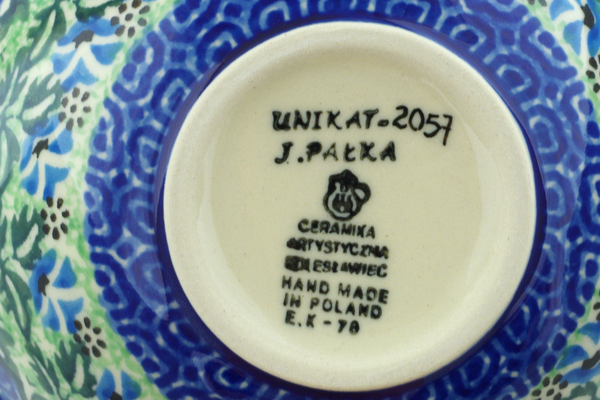 UNIKAT-2057
J. PAŁKA
CERAMIKA
ARTYSTYCZNA
BOLESŁAWIEC
HAND MADE
IN POLAND
E.K-78